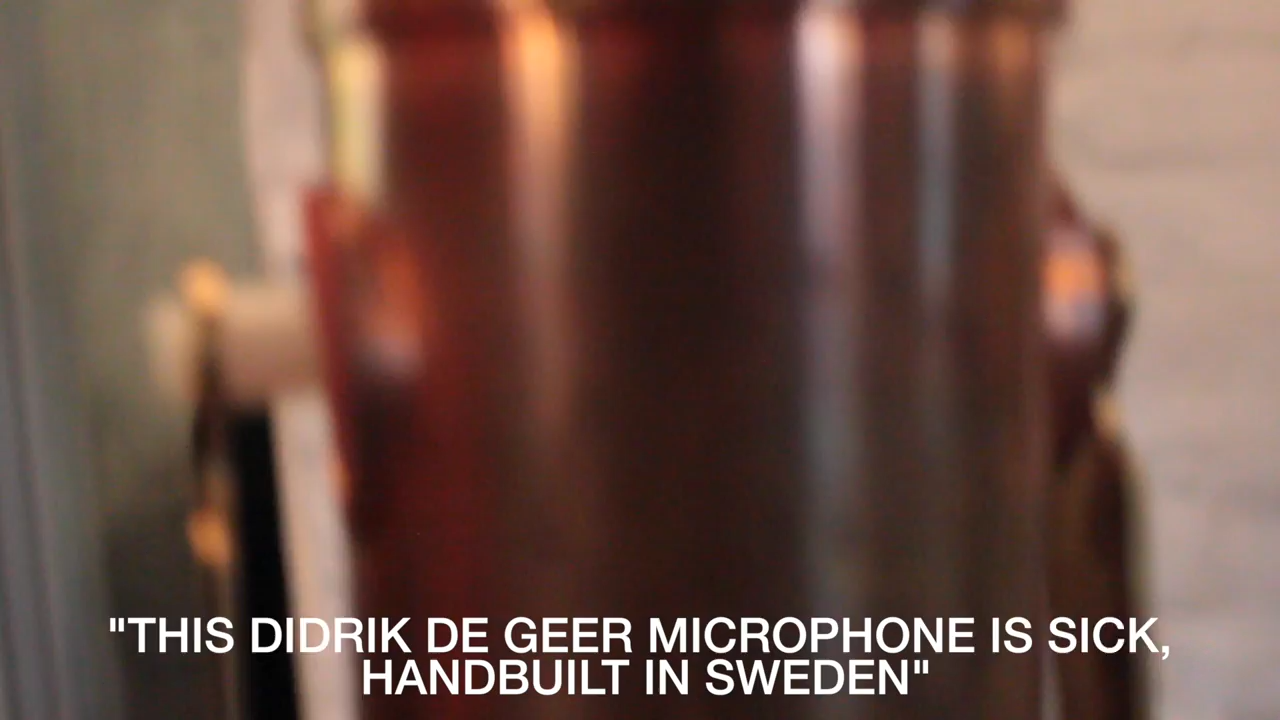 "THIS DIDRIK DE GEER MICROPHONE IS SICK,
HANDBUILT IN SWEDEN"